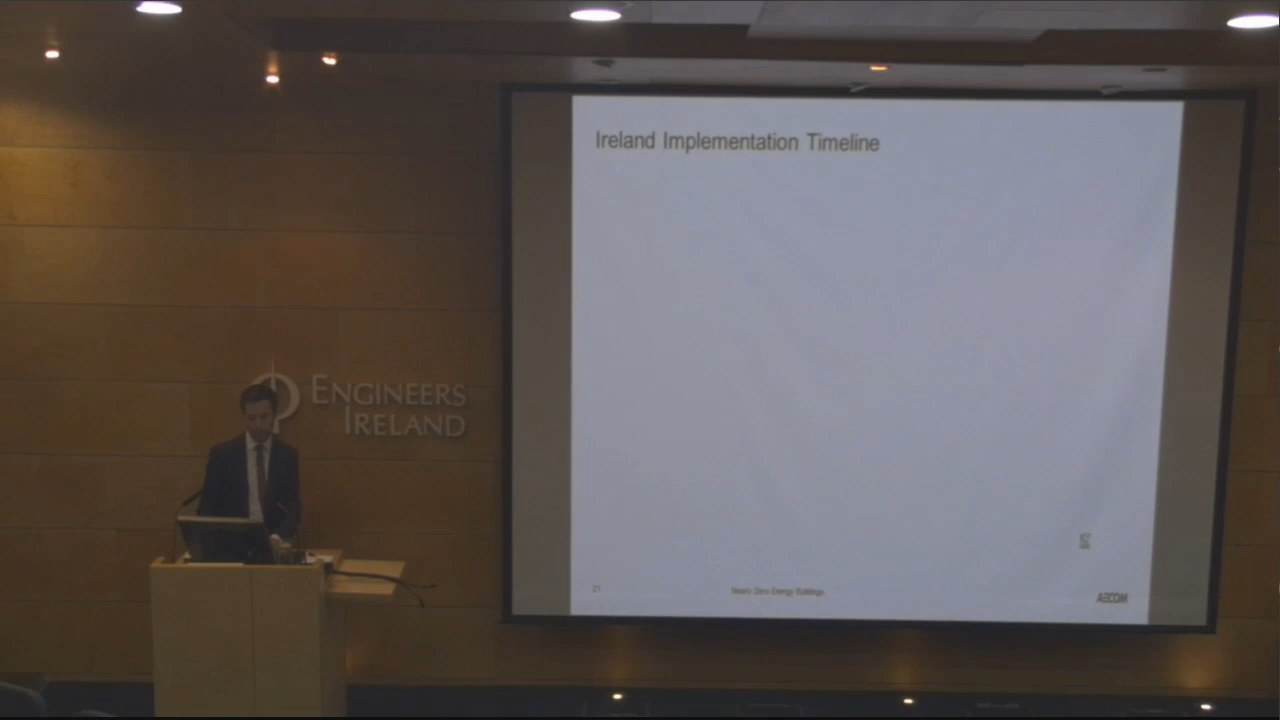 Ireland Implementation Timeline
ENGINEERS
IRELAND
21
Nearly Zero Energy Buildings
AECOM